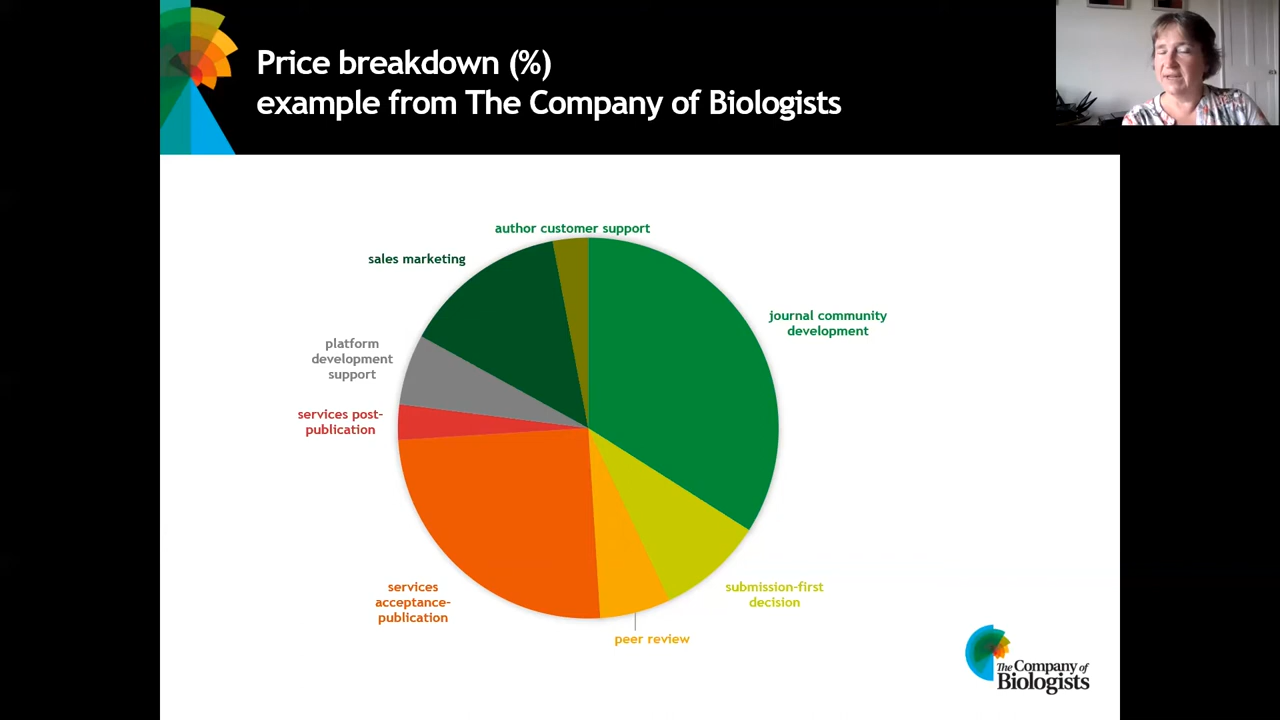 Price breakdown (%)
example from The Company of Biologists
author customer support
sales marketing
journal community
development
platform
development
support
services post-
publication
services
acceptance-
publication
submission-first
decision
peer review
The Company of
Biologists